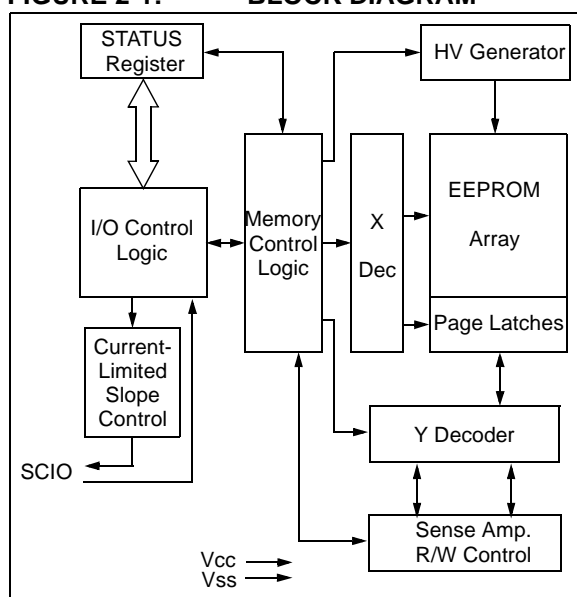 FIGURE 2-1: BLOCK DIAGRAM
STATUS
Register
HV Generator
I/O Control
Logic
Memory
Control
Logic
X
Dec
EEPROM
Array
Page Latches
Current-
Limited
Slope
Control
Y Decoder
SCIO
Sense Amp.
R/W Control
Vcc
Vss